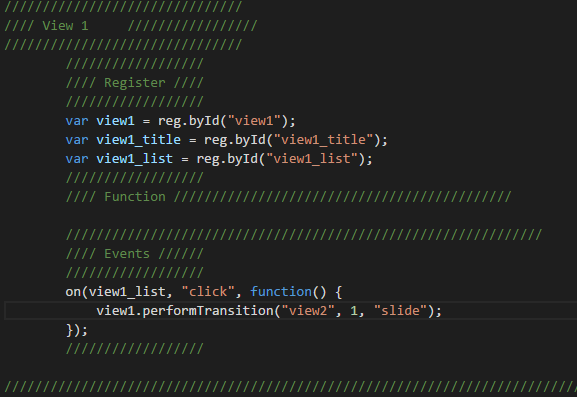 ///////////////////////////////
//// View 1     /////////////////
///////////////////////////////
        //////////////////
        //// Register ////
        //////////////////
        var view1 = reg.byId("view1");
        var view1_title = reg.byId("view1_title");
        var view1_list = reg.byId("view1_list");
        //////////////////
        //// Function ////////////////////////////////////////////

        //////////////////////////////////////////////////////////////
        //// Events //////
        //////////////////
        on(view1_list, "click", function() {
            view1.performTransition("view2", 1, "slide");
        });
        //////////////////

///////////////////////////////////////////////////////////////////////////